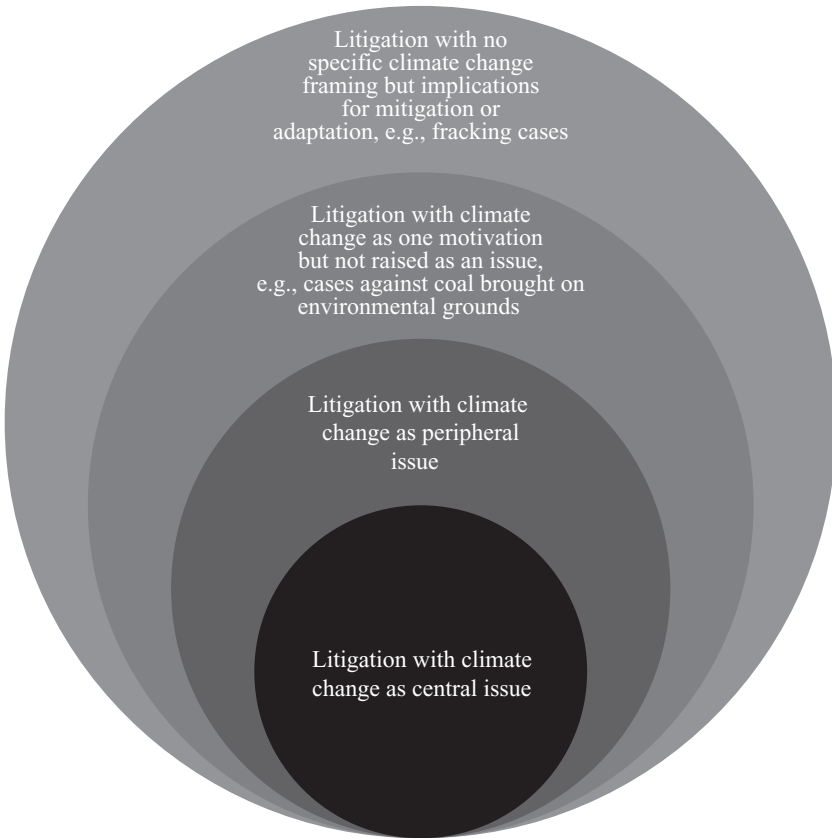 Litigation with no
specific climate change
framing but implications
for mitigation or
adaptation, e.g., fracking cases
Litigation with climate
change as one motivation
but not raised as an issue,
e.g., cases against coal brought on
environmental grounds
Litigation with climate
change as peripheral
issue
Litigation with climate
change as central issue